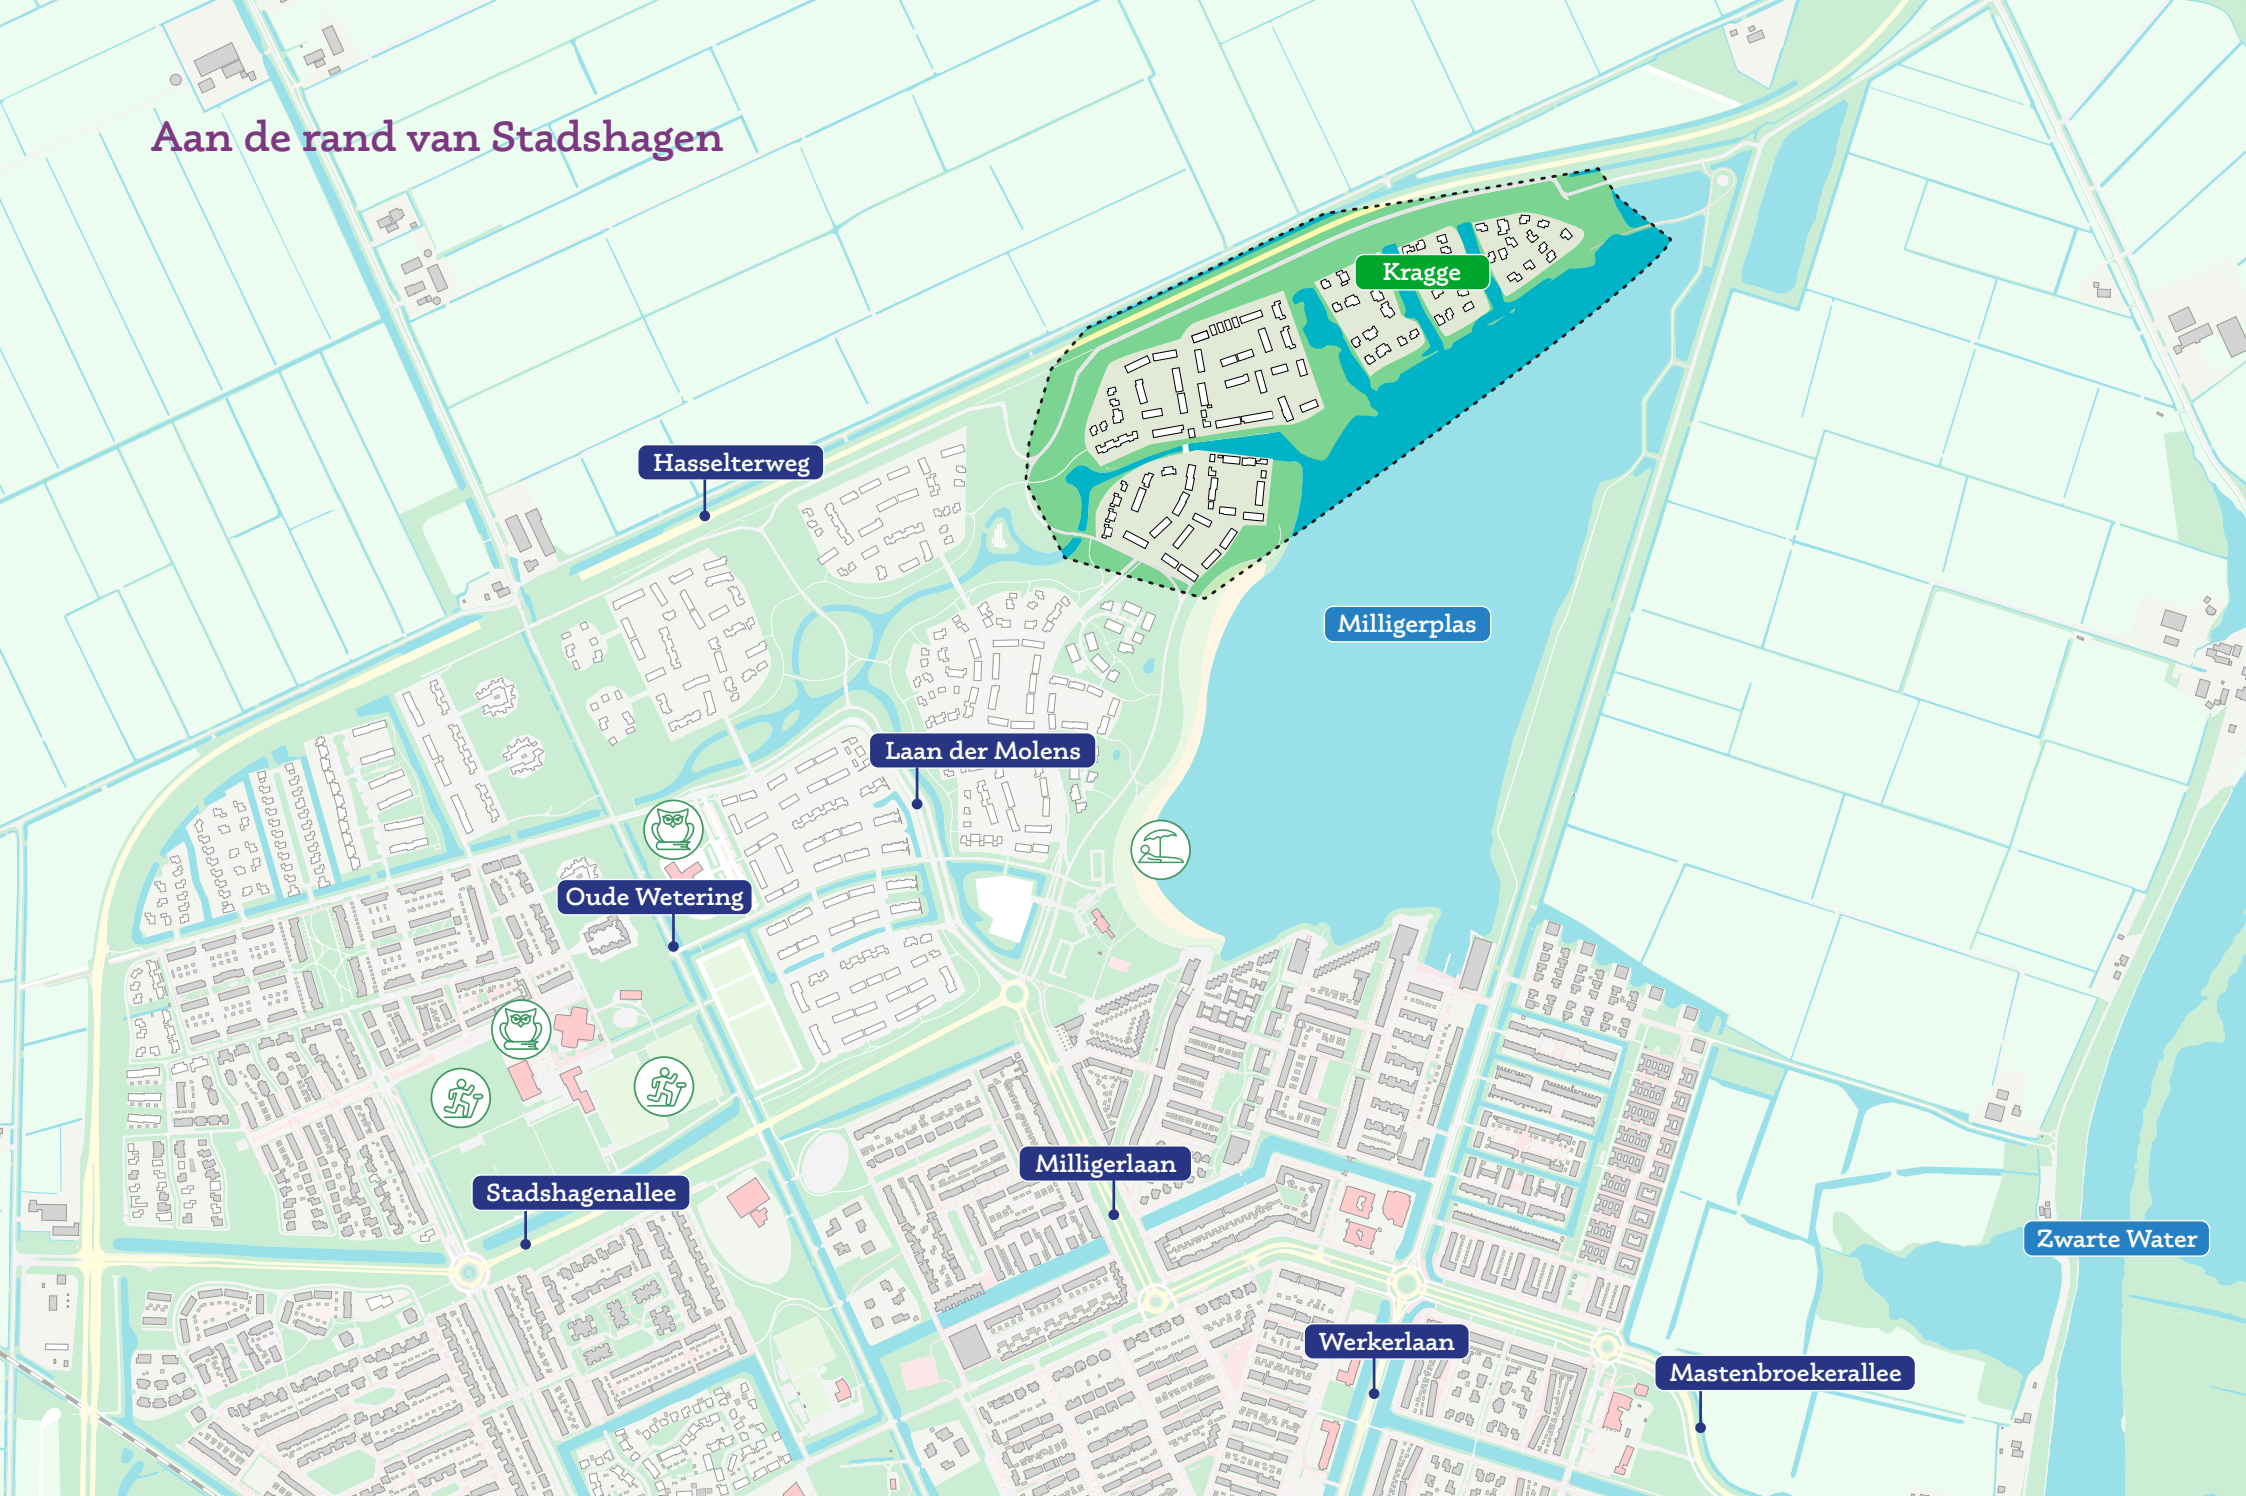 Aan de rand van Stadshagen
Kragge
Hasselterweg
Milligerplas
Laan der Molens
Oude Wetering
Milligerlaan
Stadshagenallee
Zwarte Water
Werkerlaan
Mastenbroekerallee